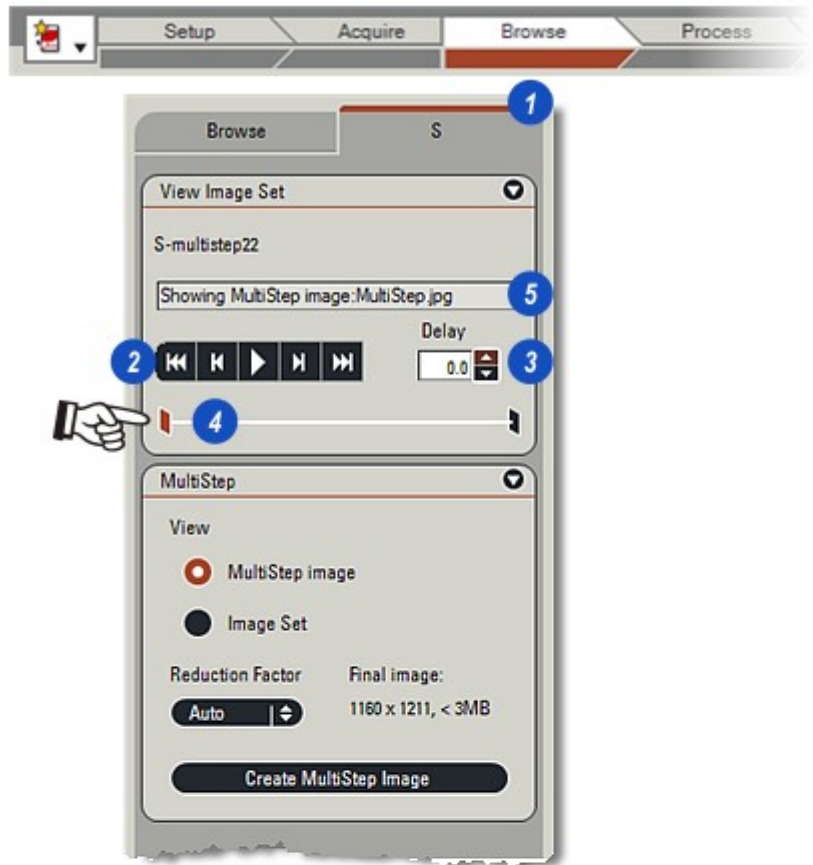 Setup Acquire Browse Process
1
Browse S
View Image Set
S-multistep22
Showing MultiStep image:MultiStep.jpg 5
Delay
2 0.0 3
4
MultiStep
View
MultiStep image
Image Set
Reduction Factor Final image:
Auto 1160 x 1211, < 3MB
Create MultiStep Image